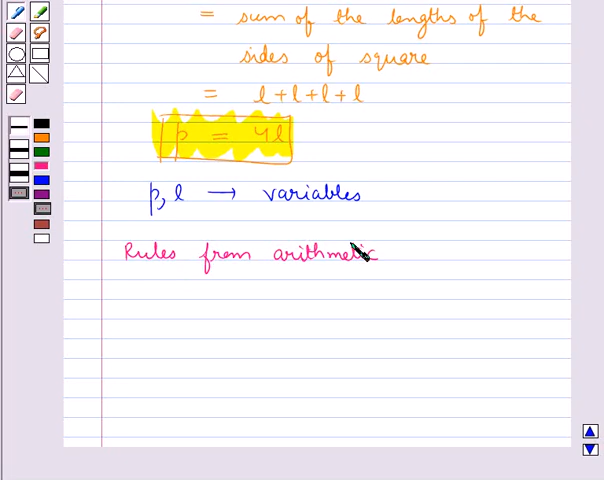 = sum of the lengths of the
sides of square
= l + l + l + l
p = 4l
p, l → variables
Rules from arithmetic